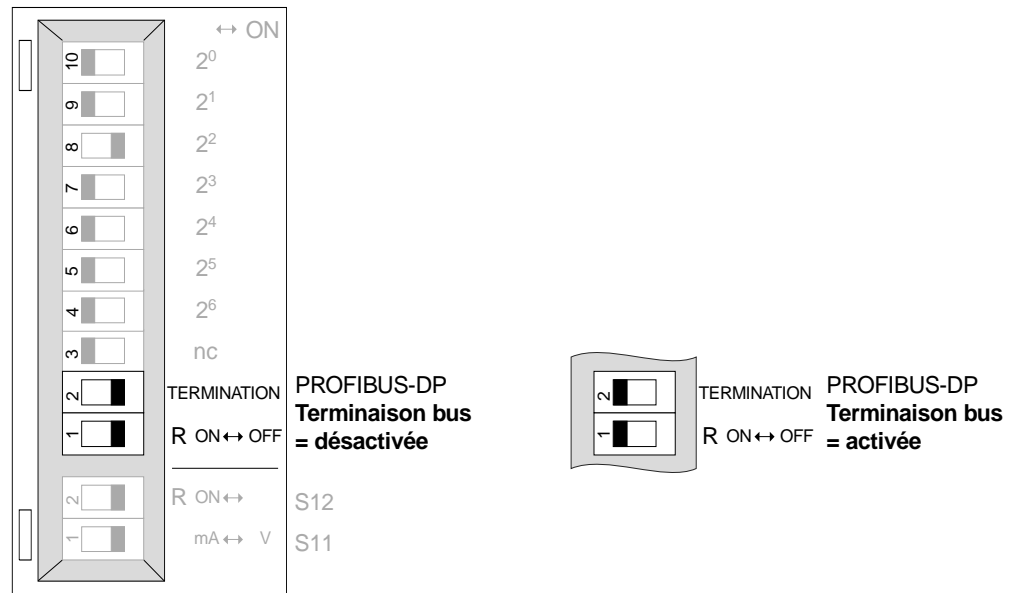 ↔ ON
10 2⁰
9 2¹
8 2²
7 2³
6 2⁴
5 2⁵
4 2⁶
3 nc
2 TERMINATION
1 R ON ↔ OFF
PROFIBUS-DP
Terminaison bus
= désactivée
2 R ON ↔ S12
1 mA ↔ V S11
2 TERMINATION
1 R ON ↔ OFF
PROFIBUS-DP
Terminaison bus
= activée